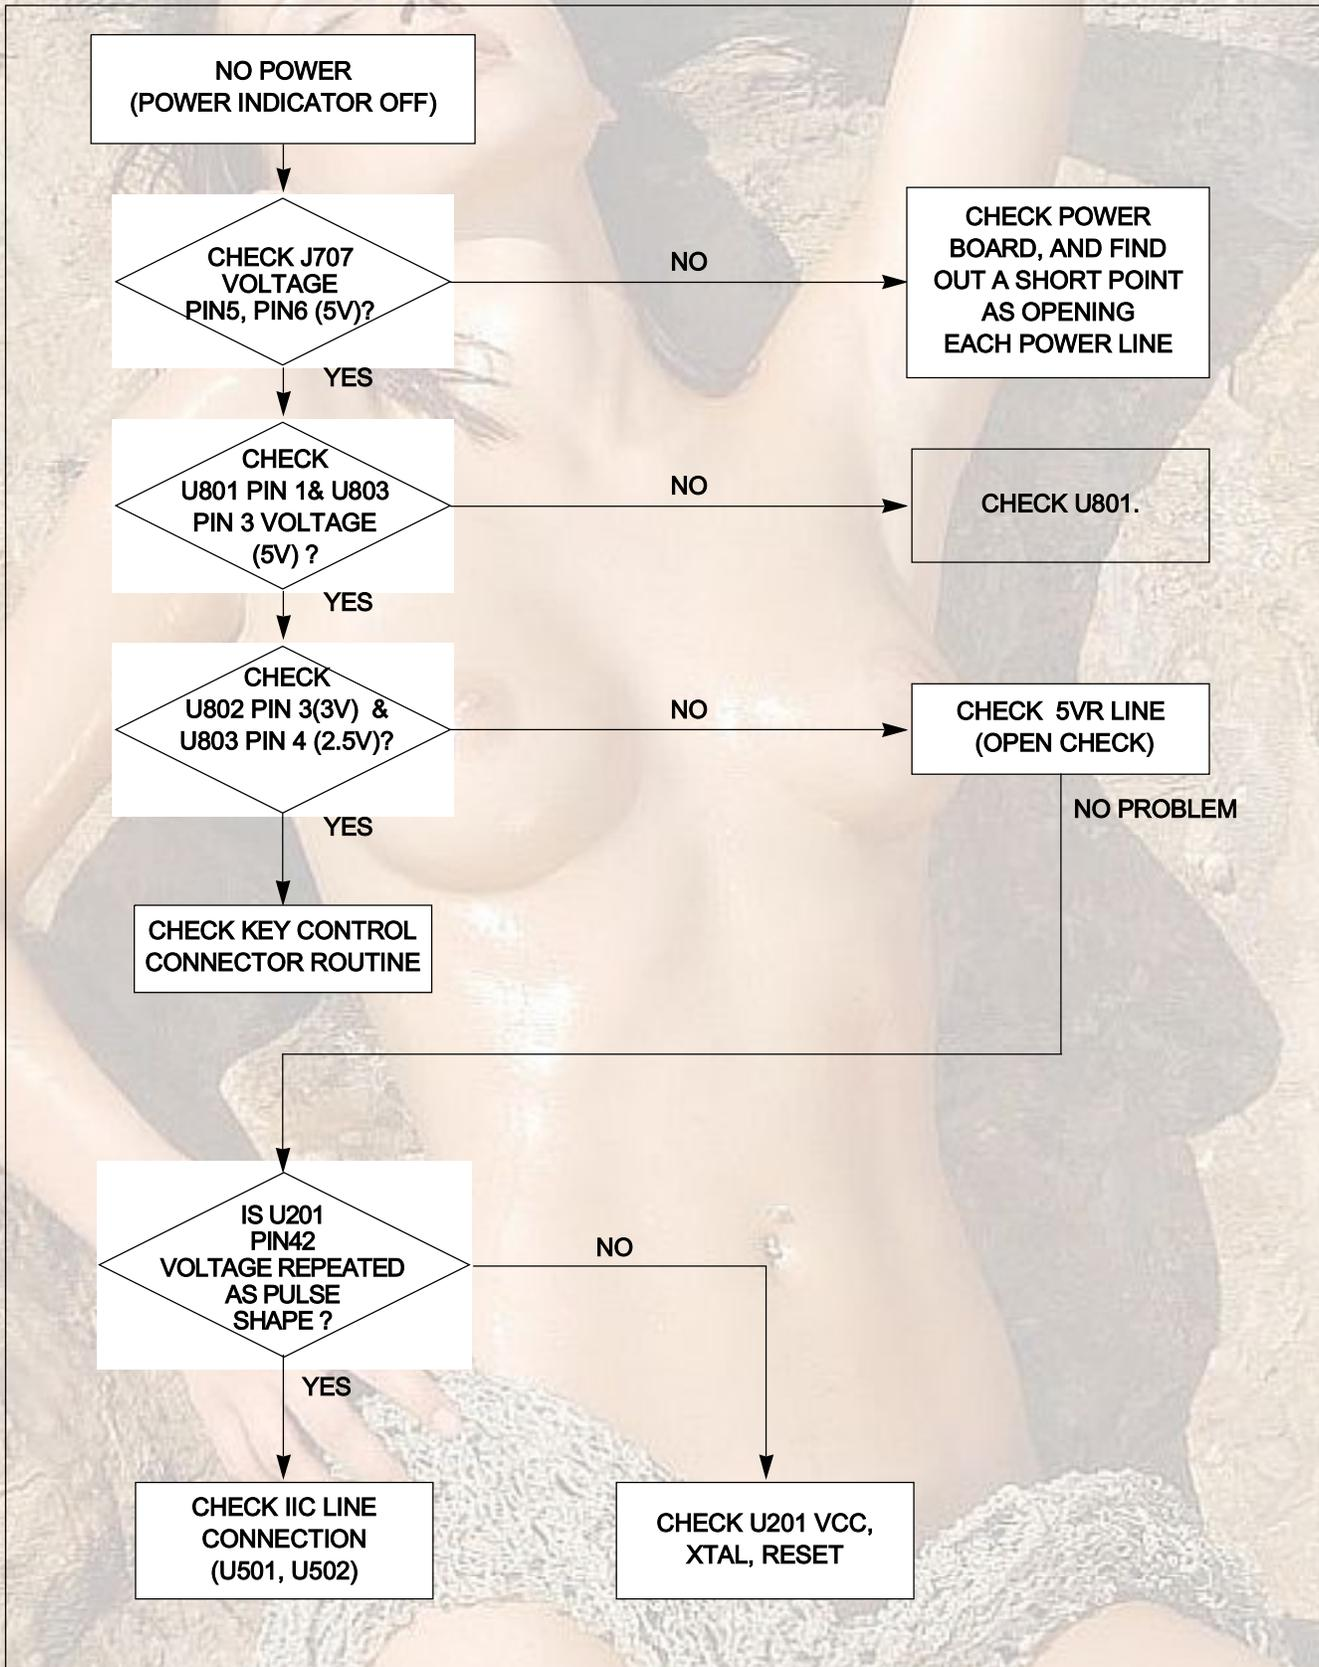 NO POWER
(POWER INDICATOR OFF)
CHECK J707
VOLTAGE
PIN5, PIN6 (5V)?
NO
CHECK POWER
BOARD, AND FIND
OUT A SHORT POINT
AS OPENING
EACH POWER LINE
YES
CHECK
U801 PIN 1& U803
PIN 3 VOLTAGE
(5V) ?
NO
CHECK U801.
YES
CHECK
U802 PIN 3(3V) &
U803 PIN 4 (2.5V)?
NO
CHECK 5VR LINE
(OPEN CHECK)
NO PROBLEM
YES
CHECK KEY CONTROL
CONNECTOR ROUTINE
IS U201
PIN42
VOLTAGE REPEATED
AS PULSE
SHAPE ?
NO
YES
CHECK IIC LINE
CONNECTION
(U501, U502)
CHECK U201 VCC,
XTAL, RESET